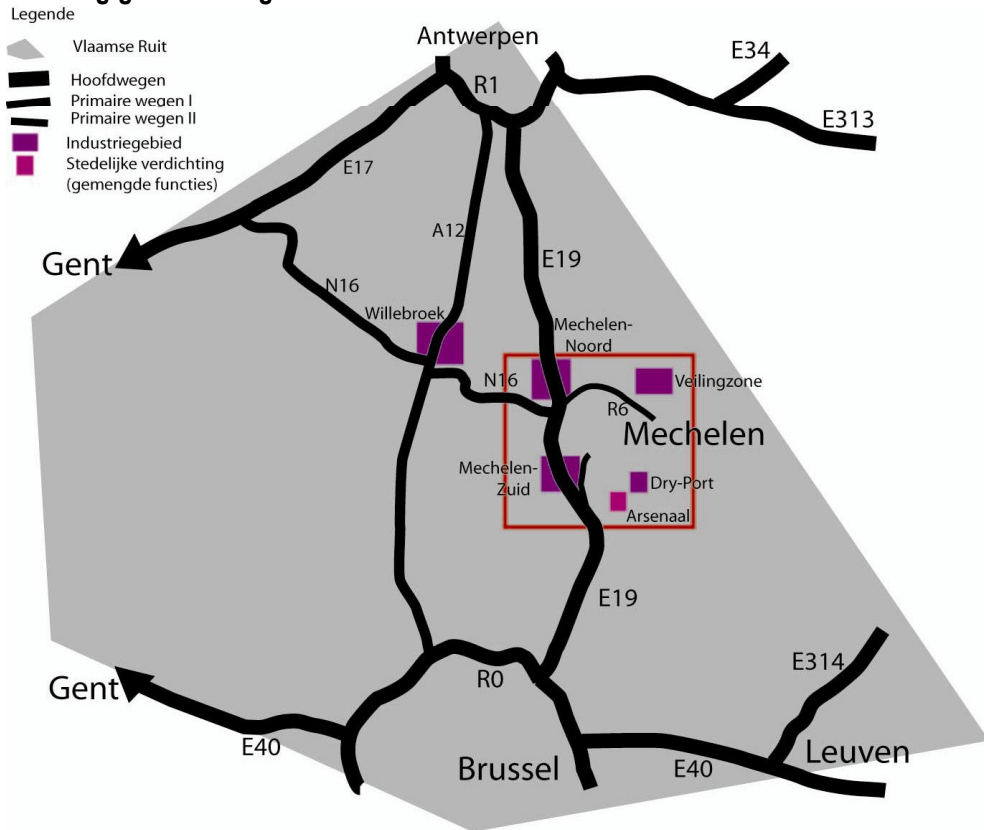 Legende
Vlaamse Ruit
Hoofdwegen
Primaire wegen I
Primaire wegen II
Industriegebied
Stedelijke verdichting
(gemengde functies)
Antwerpen
R1
E34
E313
E17
A12
E19
Gent
N16
Willebroek
Mechelen-
Noord
N16
Veilingzone
R6
Mechelen
Mechelen-
Zuid
Dry-Port
Arsenaal
E19
E314
Gent
R0
E40
Brussel
E40
Leuven